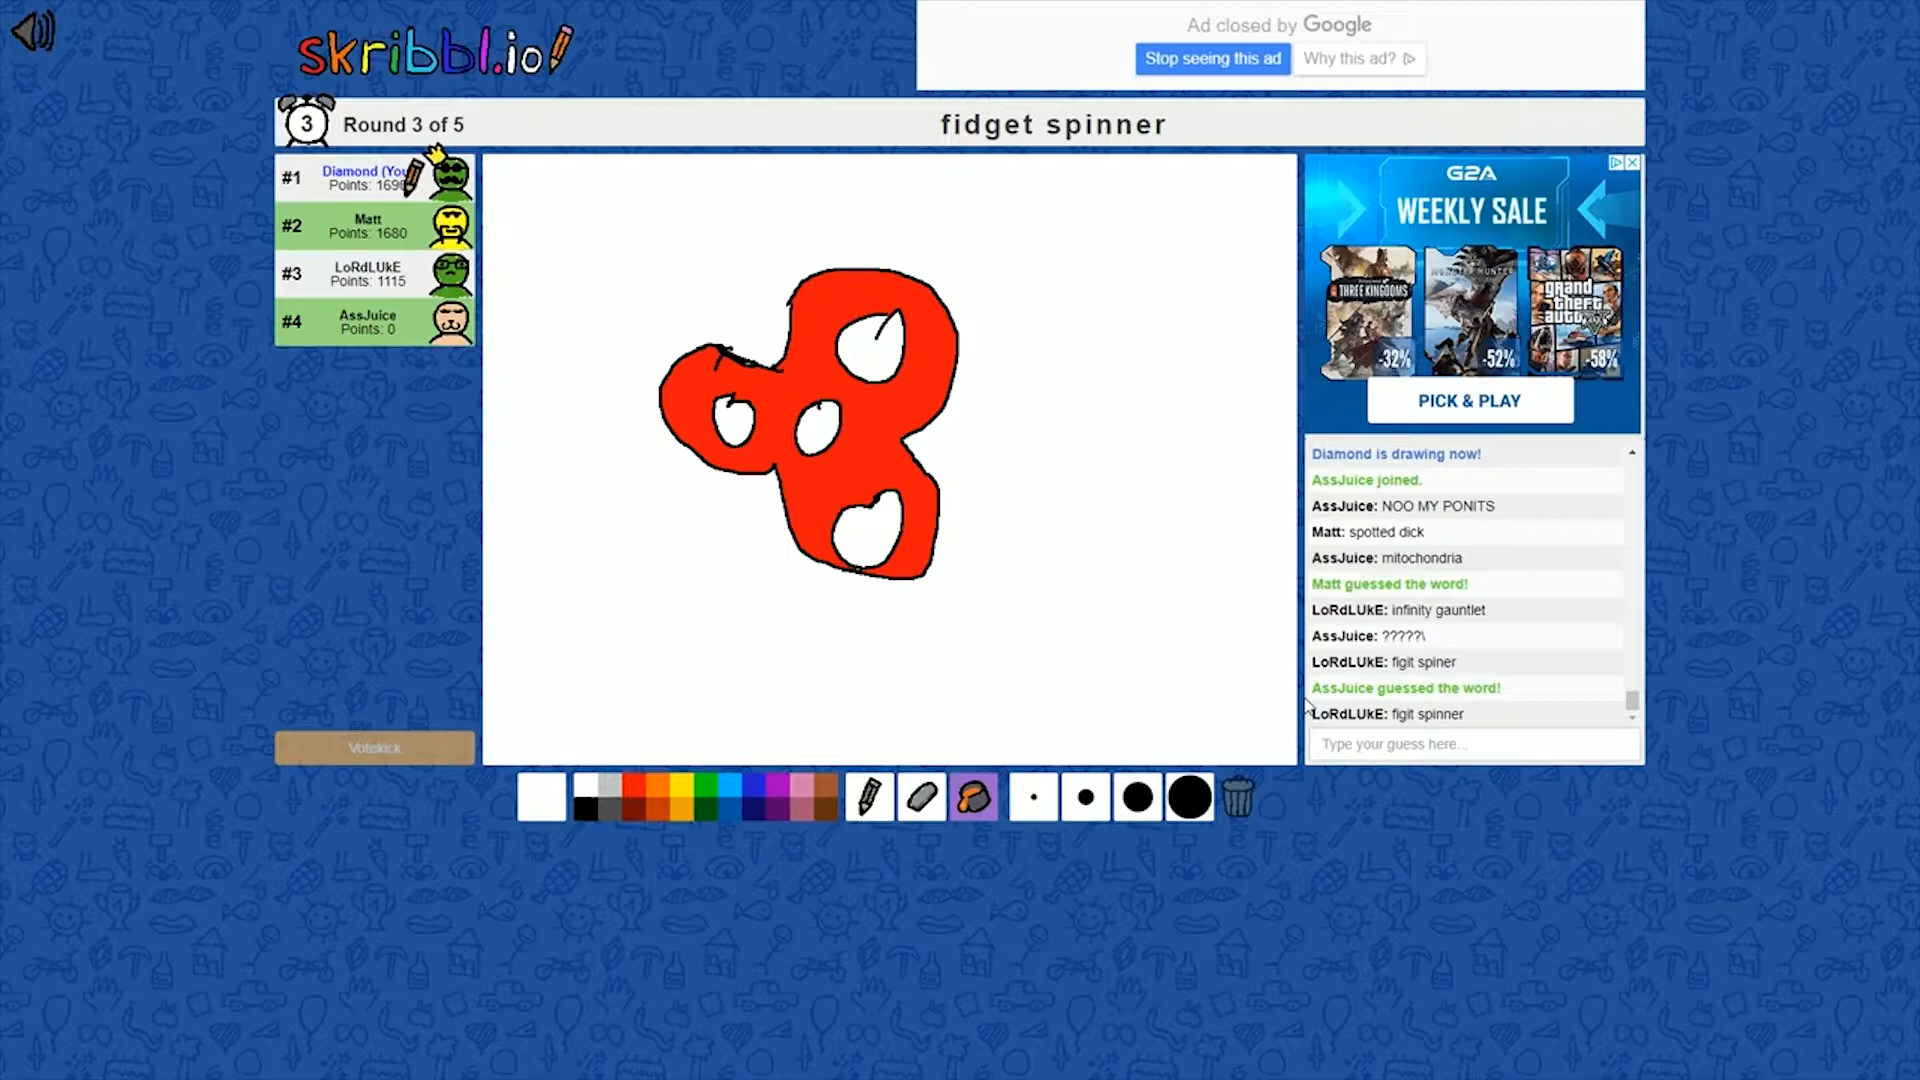 Ad closed by Google
Stop seeing this ad
Why this ad?
skribbl.io
3
Round 3 of 5
fidget spinner
#1
Diamond (You
Points: 1690
#2
Matt
Points: 1680
#3
LoRdLUkE
Points: 1115
#4
AssJuice
Points: 0
G2A
WEEKLY SALE
THREE KINGDOMS
MONSTER HUNTER
grand
theft
auto
V
-32%
-52%
-58%
PICK & PLAY
Diamond is drawing now!
AssJuice joined.
AssJuice: NOO MY PONITS
Matt: spotted dick
AssJuice: mitochondria
Matt guessed the word!
LoRdLUkE: infinity gauntlet
AssJuice: ?????\
LoRdLUkE: figit spiner
AssJuice guessed the word!
LoRdLUkE: figit spinner
Type your guess here...
Votekick